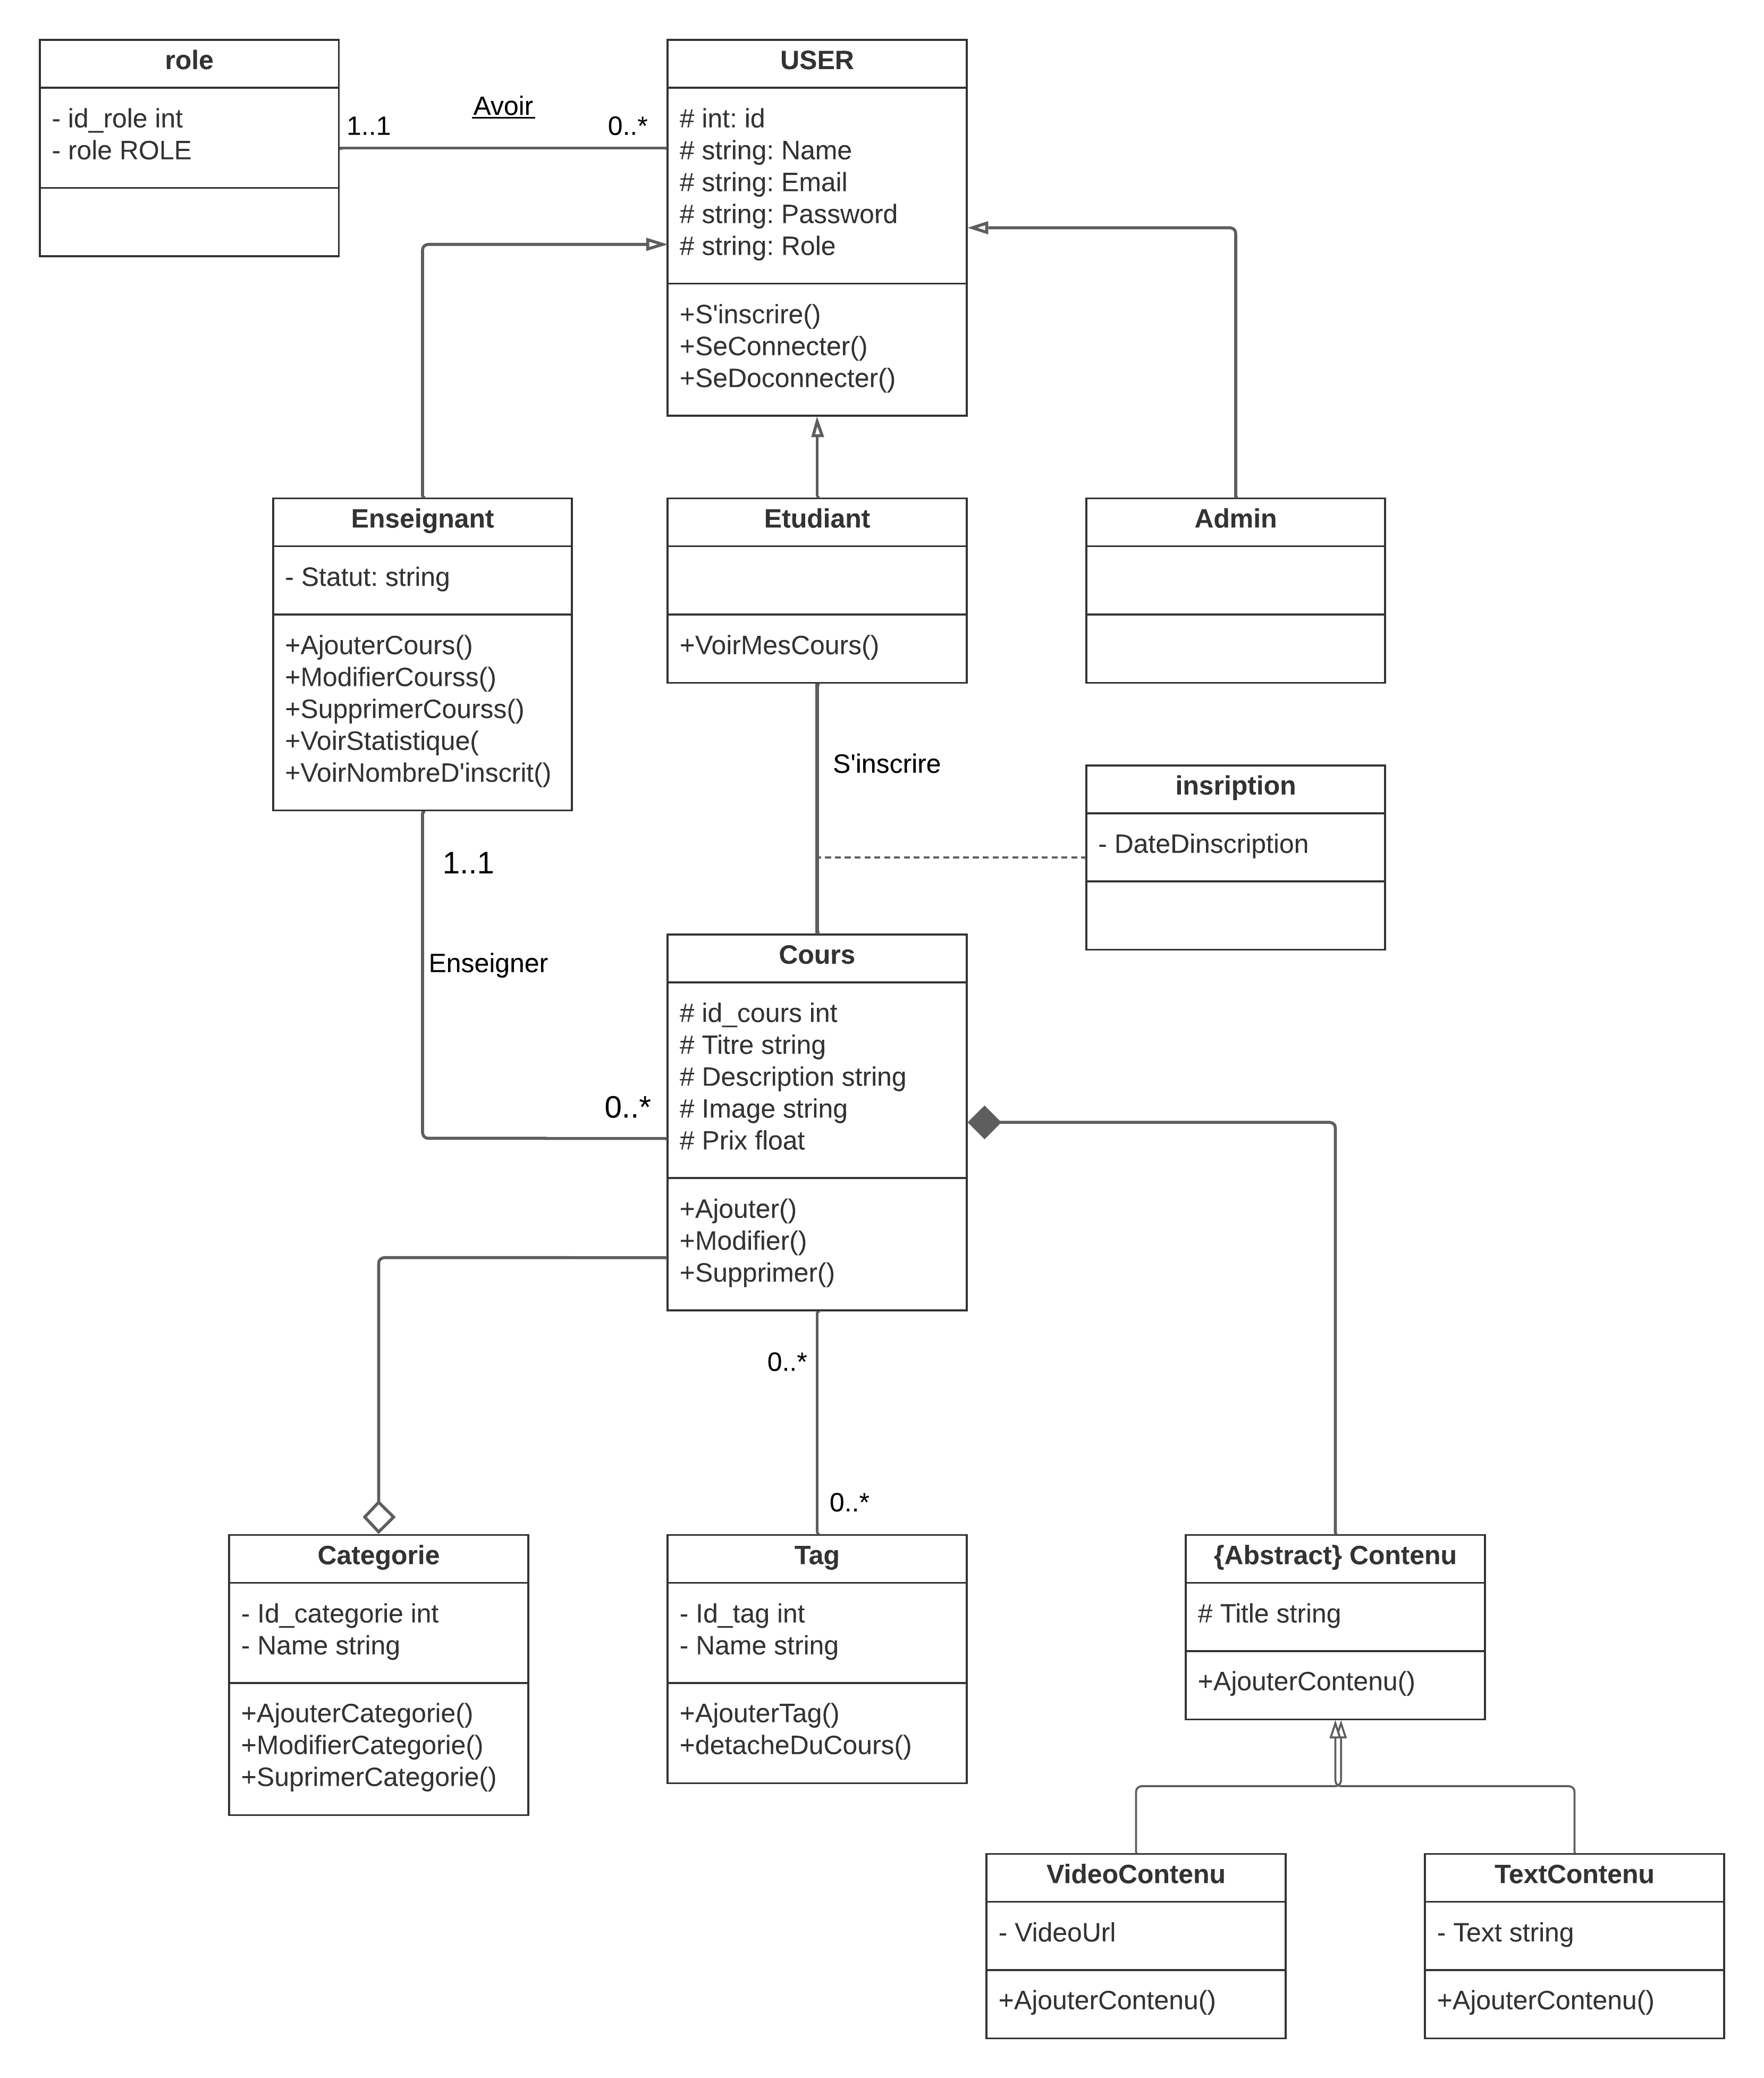 role
- id_role int
- role ROLE
Avoir
1..1
0..*
USER
# int: id
# string: Name
# string: Email
# string: Password
# string: Role
+S'inscrire()
+SeConnecter()
+SeDoconnecter()
Enseignant
- Statut: string
+AjouterCours()
+ModifierCourss()
+SupprimerCourss()
+VoirStatistique(
+VoirNombreD'inscrit()
Etudiant
+VoirMesCours()
Admin
S'inscrire
insription
- DateDinscription
1..1
Enseigner
0..*
Cours
# id_cours int
# Titre string
# Description string
# Image string
# Prix float
+Ajouter()
+Modifier()
+Supprimer()
0..*
0..*
Categorie
- Id_categorie int
- Name string
+AjouterCategorie()
+ModifierCategorie()
+SuprimerCategorie()
Tag
- Id_tag int
- Name string
+AjouterTag()
+detacheDuCours()
{Abstract} Contenu
# Title string
+AjouterContenu()
VideoContenu
- VideoUrl
+AjouterContenu()
TextContenu
- Text string
+AjouterContenu()